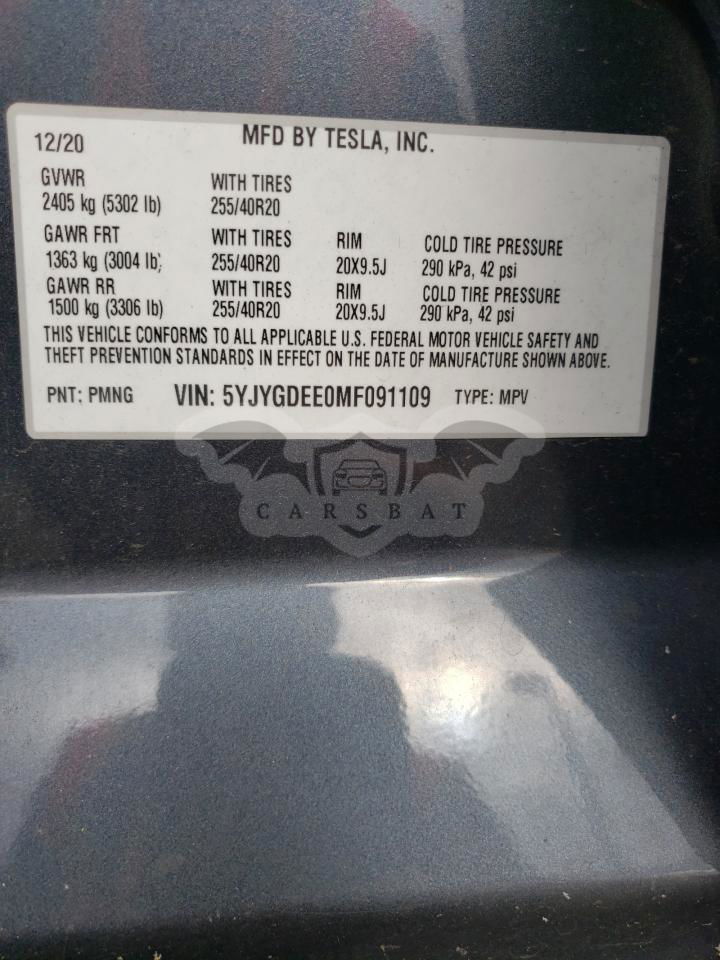 12/20 MFD BY TESLA, INC.
GVWR WITH TIRES
2405 kg (5302 lb) 255/40R20
GAWR FRT WITH TIRES RIM COLD TIRE PRESSURE
1363 kg (3004 lb) 255/40R20 20X9.5J 290 kPa, 42 psi
GAWR RR WITH TIRES RIM COLD TIRE PRESSURE
1500 kg (3306 lb) 255/40R20 20X9.5J 290 kPa, 42 psi
THIS VEHICLE CONFORMS TO ALL APPLICABLE U.S. FEDERAL MOTOR VEHICLE SAFETY AND
THEFT PREVENTION STANDARDS IN EFFECT ON THE DATE OF MANUFACTURE SHOWN ABOVE.
PNT: PMNG VIN: 5YJYGDEE0MF091109 TYPE: MPV
CARSBAT